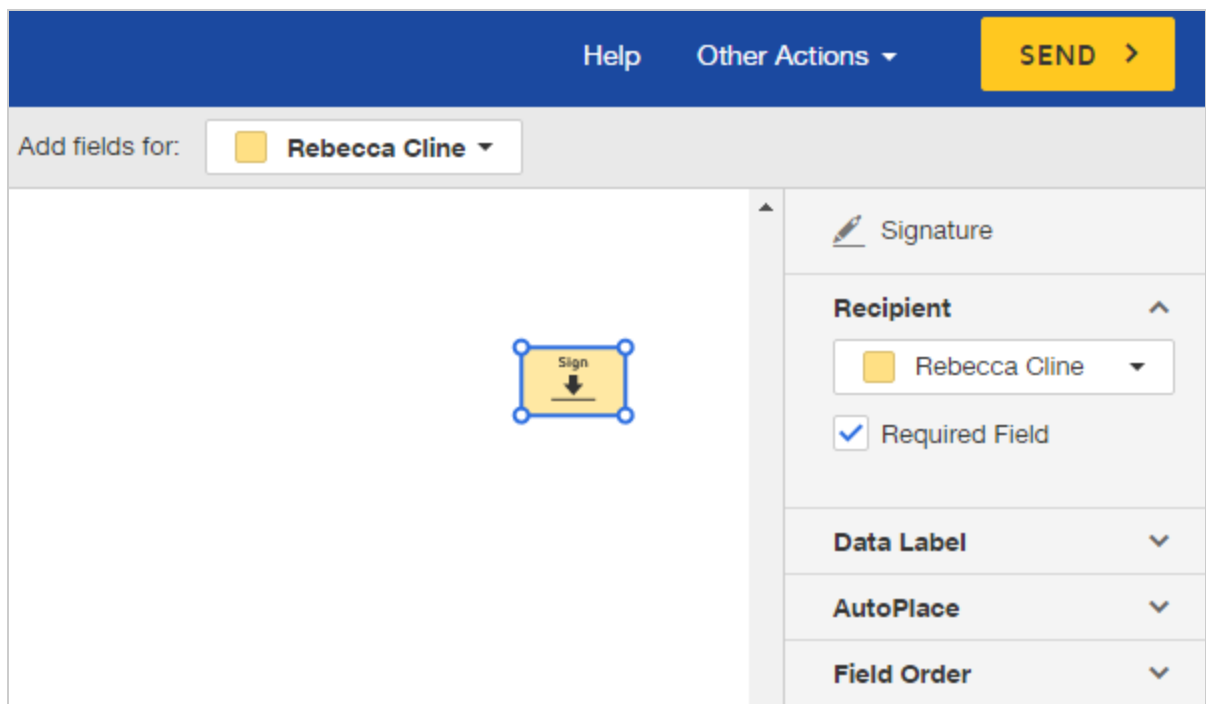 Help Other Actions SEND
Add fields for: Rebecca Cline
Signature
Recipient
Sign
Rebecca Cline
Required Field
Data Label
AutoPlace
Field Order